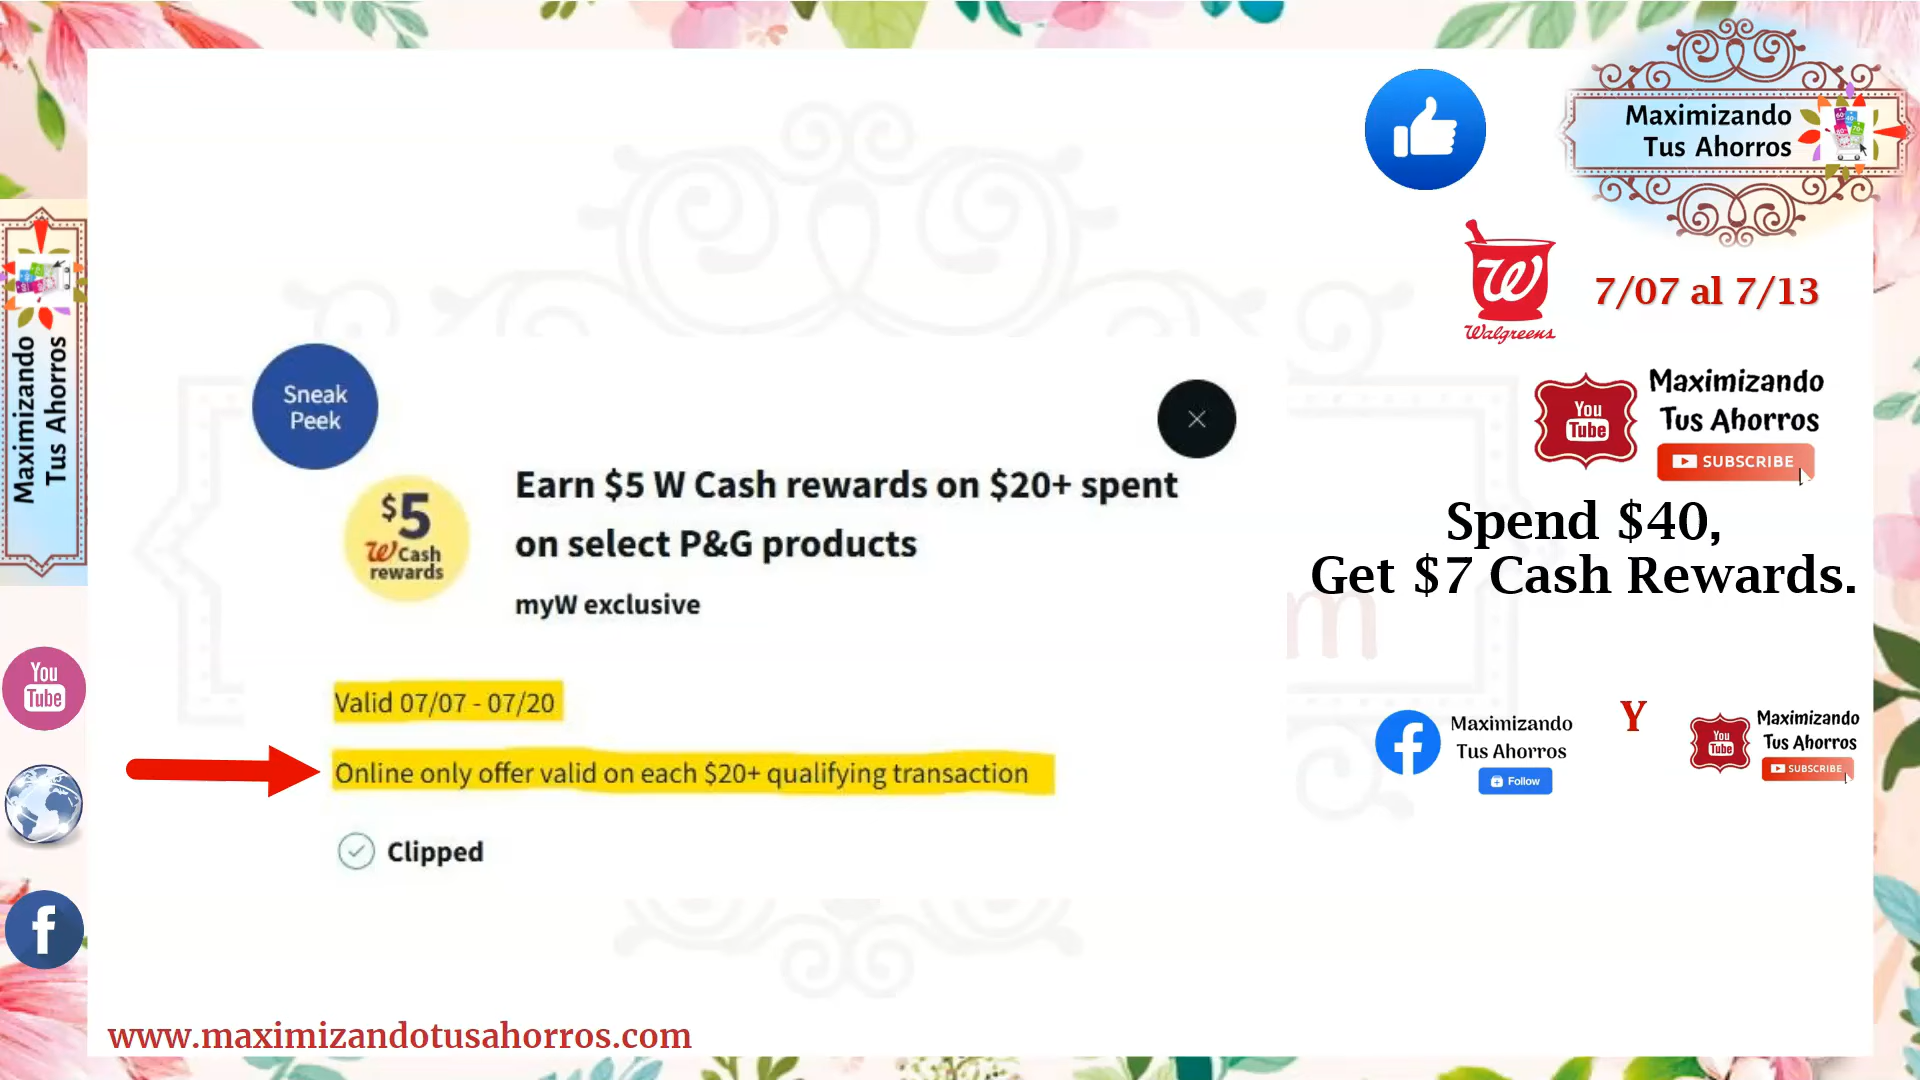 Maximizando
Tus Ahorros
Walgreens
7/07 al 7/13
Maximizando
Tus Ahorros
You
Tube
Maximizando
Tus Ahorros
SUBSCRIBE
Sneak
Peek
$5
W Cash
rewards
Earn $5 W Cash rewards on $20+ spent
on select P&G products
myW exclusive
Spend $40,
Get $7 Cash Rewards.
m
Valid 07/07 - 07/20
Online only offer valid on each $20+ qualifying transaction
Clipped
You
Tube
Maximizando
Tus Ahorros
Follow
Y
You
Tube
Maximizando
Tus Ahorros
SUBSCRIBE
www.maximizandotusahorros.com